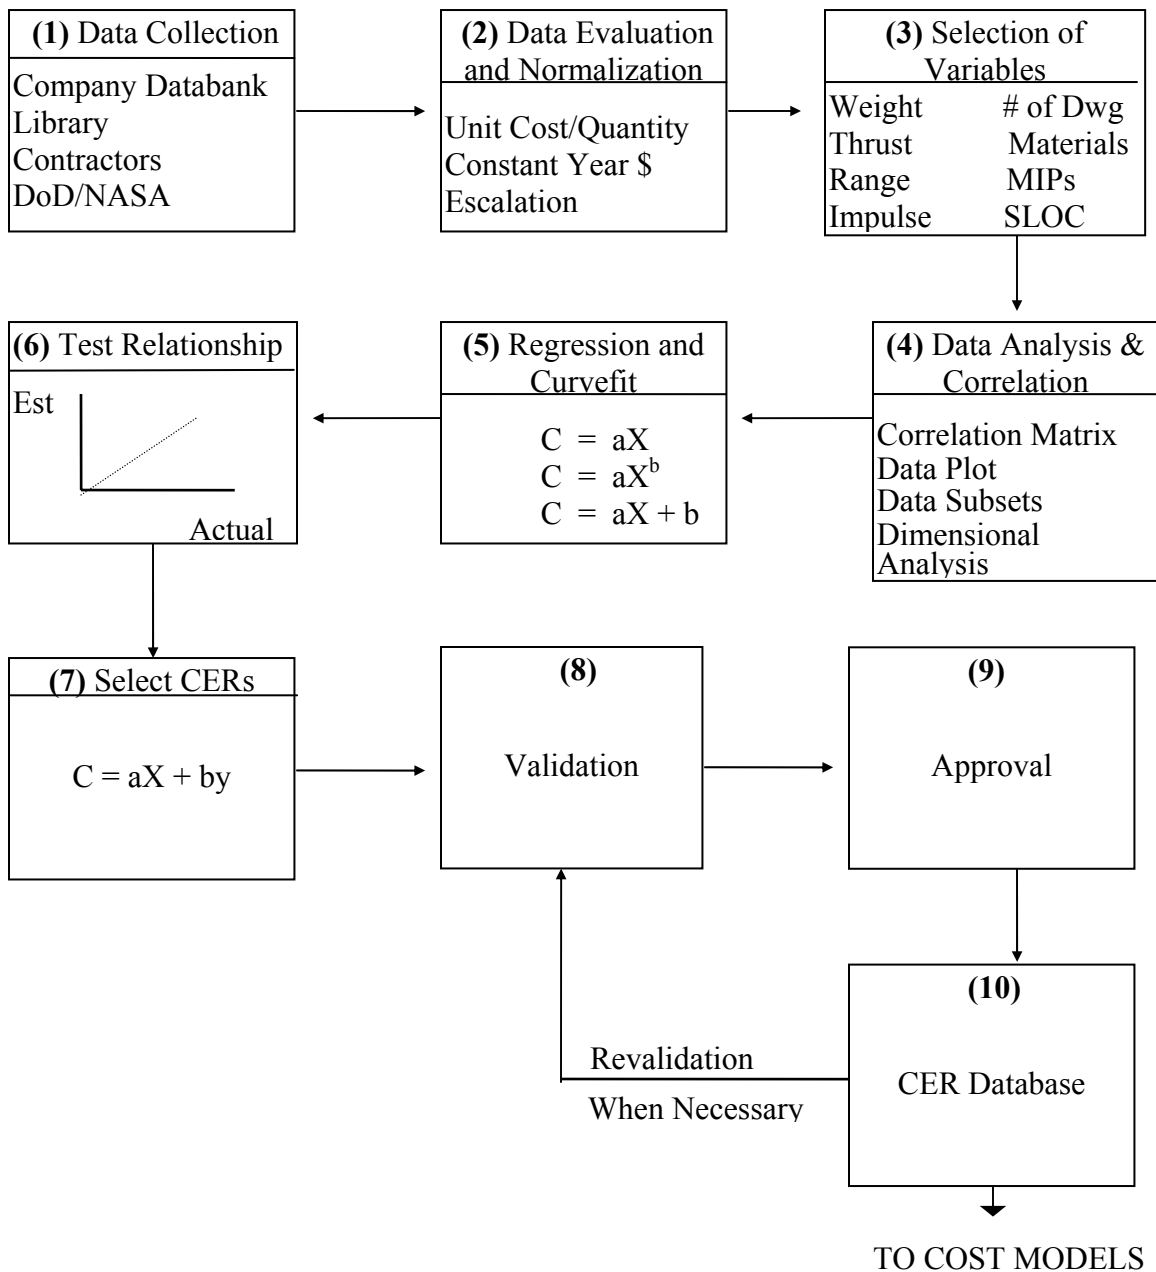 (1) Data Collection
Company Databank
Library
Contractors
DoD/NASA
(2) Data Evaluation
and Normalization
Unit Cost/Quantity
Constant Year $
Escalation
(3) Selection of
Variables
Weight # of Dwg
Thrust Materials
Range MIPs
Impulse SLOC
(4) Data Analysis &
Correlation
Correlation Matrix
Data Plot
Data Subsets
Dimensional
Analysis
(5) Regression and
Curvefit
C = aX
C = aX^b
C = aX + b
(6) Test Relationship
Est
Actual
(7) Select CERs
C = aX + by
(8)
Validation
(9)
Approval
(10)
CER Database
Revalidation
When Necessary
TO COST MODELS